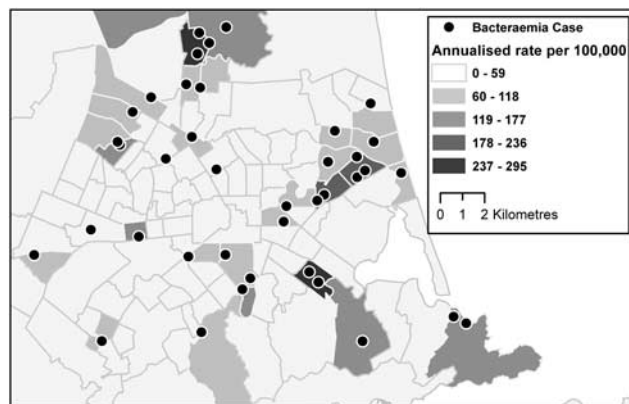 Bacteraemia Case
Annualised rate per 100,000
0 - 59
60 - 118
119 - 177
178 - 236
237 - 295
0 1 2 Kilometres